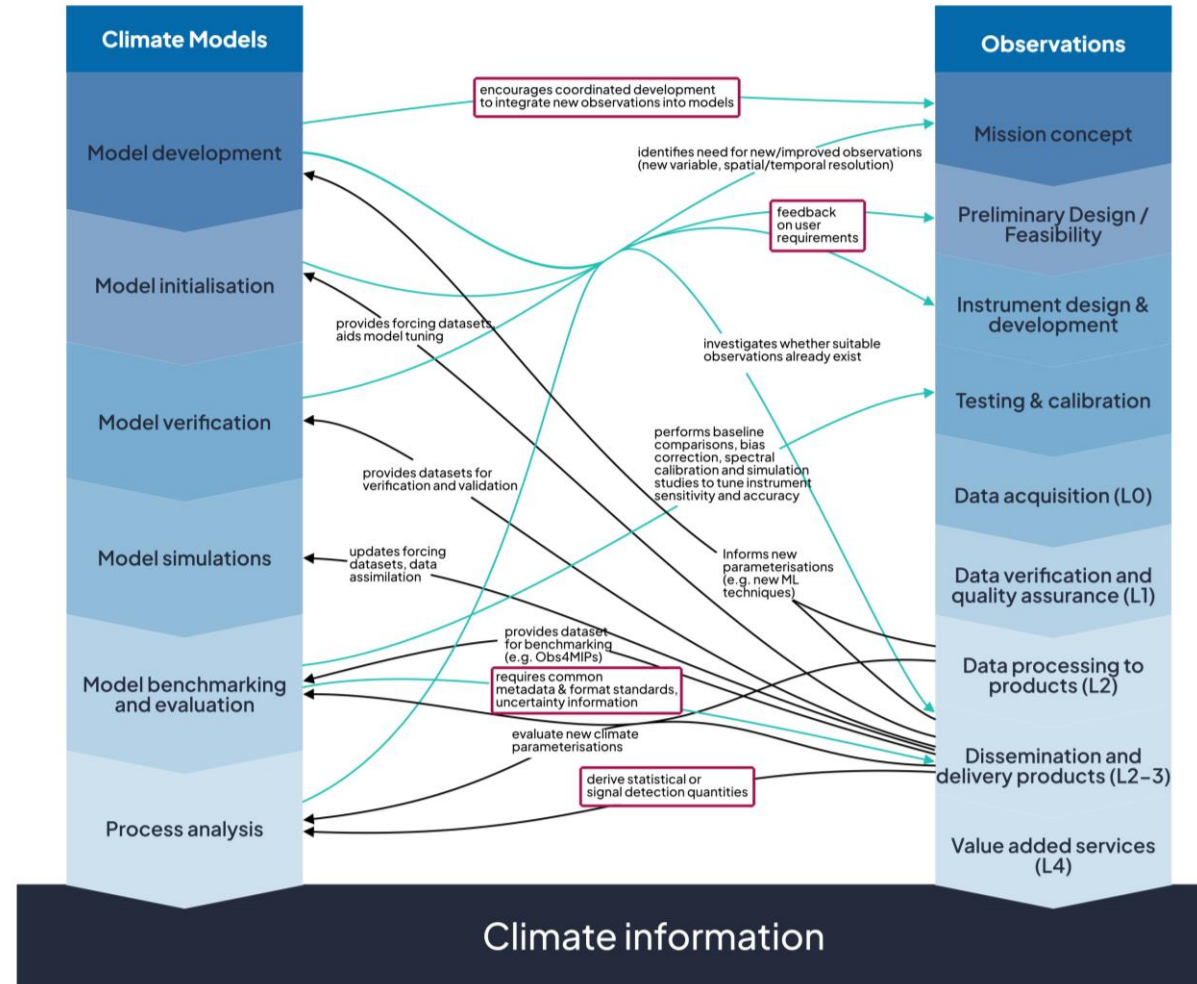 Climate Models
Model development
Model initialisation
Model verification
Model simulations
Model benchmarking
and evaluation
Process analysis
encourages coordinated development
to integrate new observations into models
identifies need for new/improved observations
(new variable, spatial/temporal resolution)
feedback
on user
requirements
provides forcing datasets,
aids model tuning
investigates whether suitable
observations already exist
performs baseline
comparisons, bias
correction, spectral
calibration and simulation
studies to tune instrument
sensitivity and accuracy
provides datasets for
verification and validation
updates forcing
datasets, data
assimilation
Informs new
parameterisations
(e.g. new ML
techniques)
provides dataset
for benchmarking
(e.g. Obs4MIPs)
requires common
metadata & format standards,
uncertainty information
evaluate new climate
parameterisations
derive statistical or
signal detection quantities
Observations
Mission concept
Preliminary Design /
Feasibility
Instrument design &
development
Testing & calibration
Data acquisition (L0)
Data verification and
quality assurance (L1)
Data processing to
products (L2)
Dissemination and
delivery products (L2–3)
Value added services
(L4)
Climate information